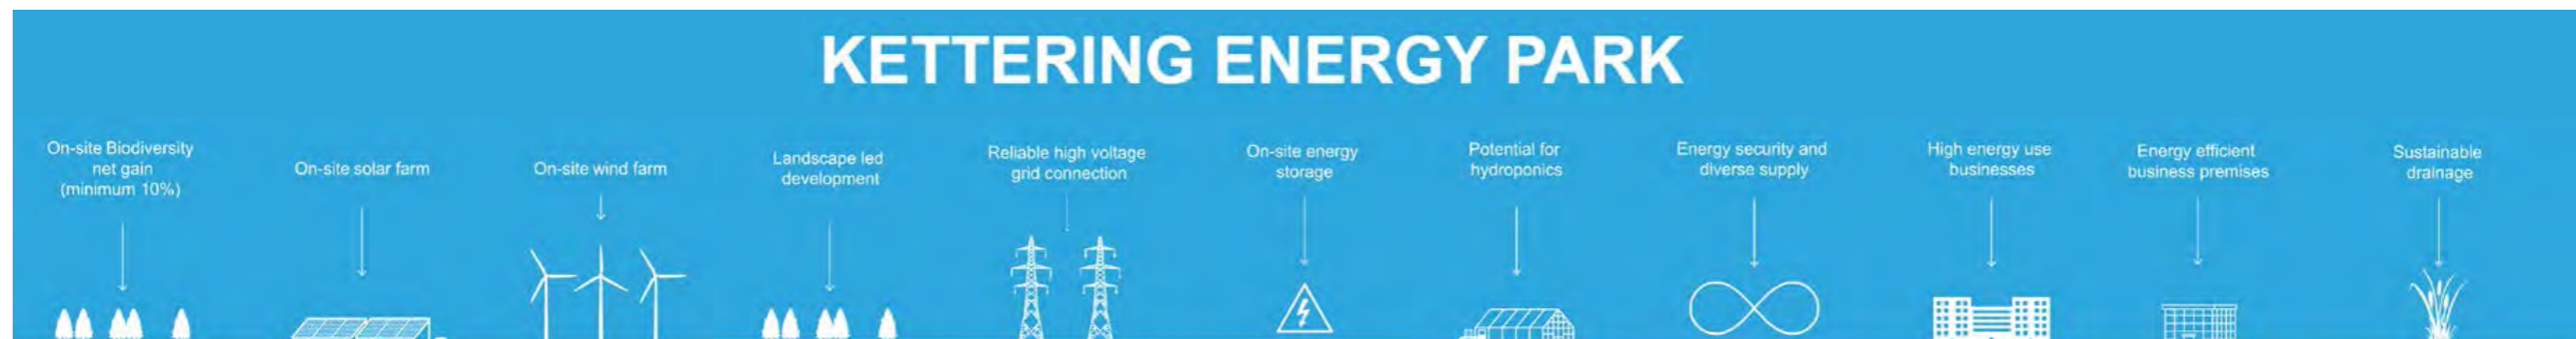 KETTERING ENERGY PARK
On-site Biodiversity
net gain
(minimum 10%)
On-site solar farm
On-site wind farm
Landscape led
development
Reliable high voltage
grid connection
On-site energy
storage
Potential for
hydroponics
Energy security and
diverse supply
High energy use
businesses
Energy efficient
business premises
Sustainable
drainage